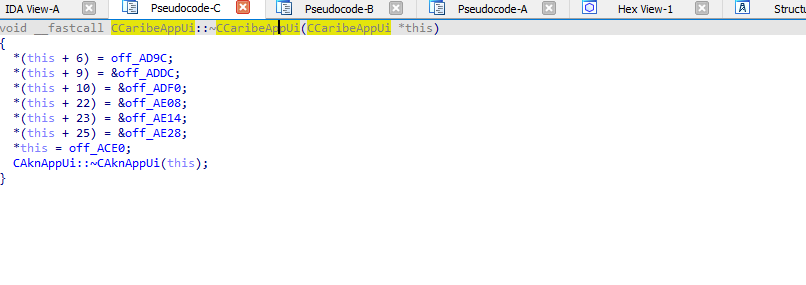 IDA View-A Pseudocode-C Pseudocode-B Pseudocode-A Hex View-1 A Structu
void __fastcall CCaribeAppUi::~CCaribeAppUi(CCaribeAppUi *this)
{
*(this + 6) = off_AD9C;
*(this + 9) = &off_ADDC;
*(this + 10) = &off_ADF0;
*(this + 22) = &off_AE08;
*(this + 23) = &off_AE14;
*(this + 25) = &off_AE28;
*this = off_ACE0;
CAknAppUi::~CAknAppUi(this);
}